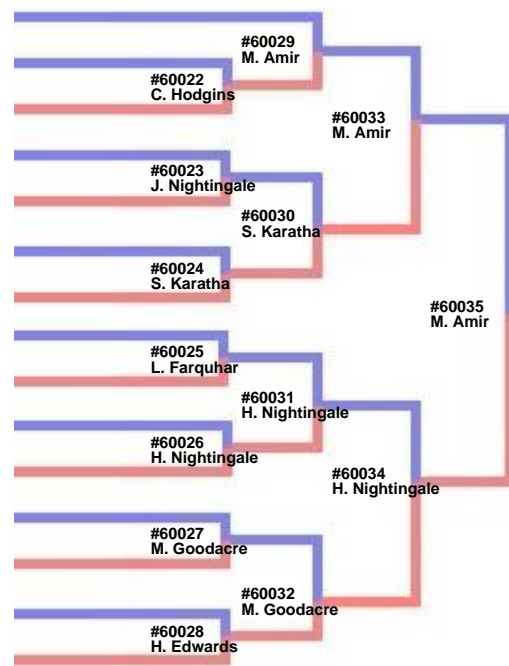 #60029
M. Amir
#60022
C. Hodgins
#60033
M. Amir
#60023
J. Nightingale
#60030
S. Karatha
#60024
S. Karatha
#60035
M. Amir
#60025
L. Farquhar
#60031
H. Nightingale
#60026
H. Nightingale
#60034
H. Nightingale
#60027
M. Goodacre
#60032
M. Goodacre
#60028
H. Edwards